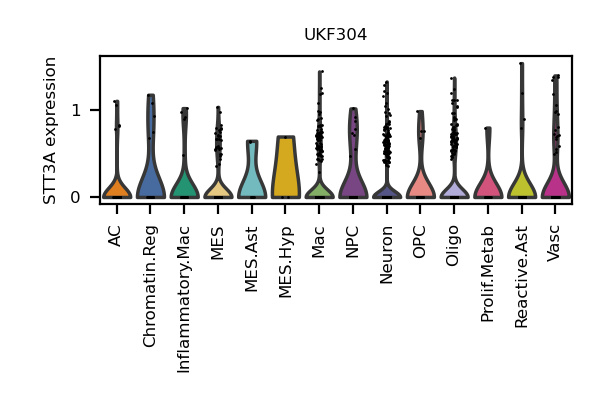 UKF304
STT3A expression
1
0
AC
Chromatin.Reg
Inflammatory.Mac
MES
MES.Ast
MES.Hyp
Mac
NPC
Neuron
OPC
Oligo
Prolif.Metab
Reactive.Ast
Vasc